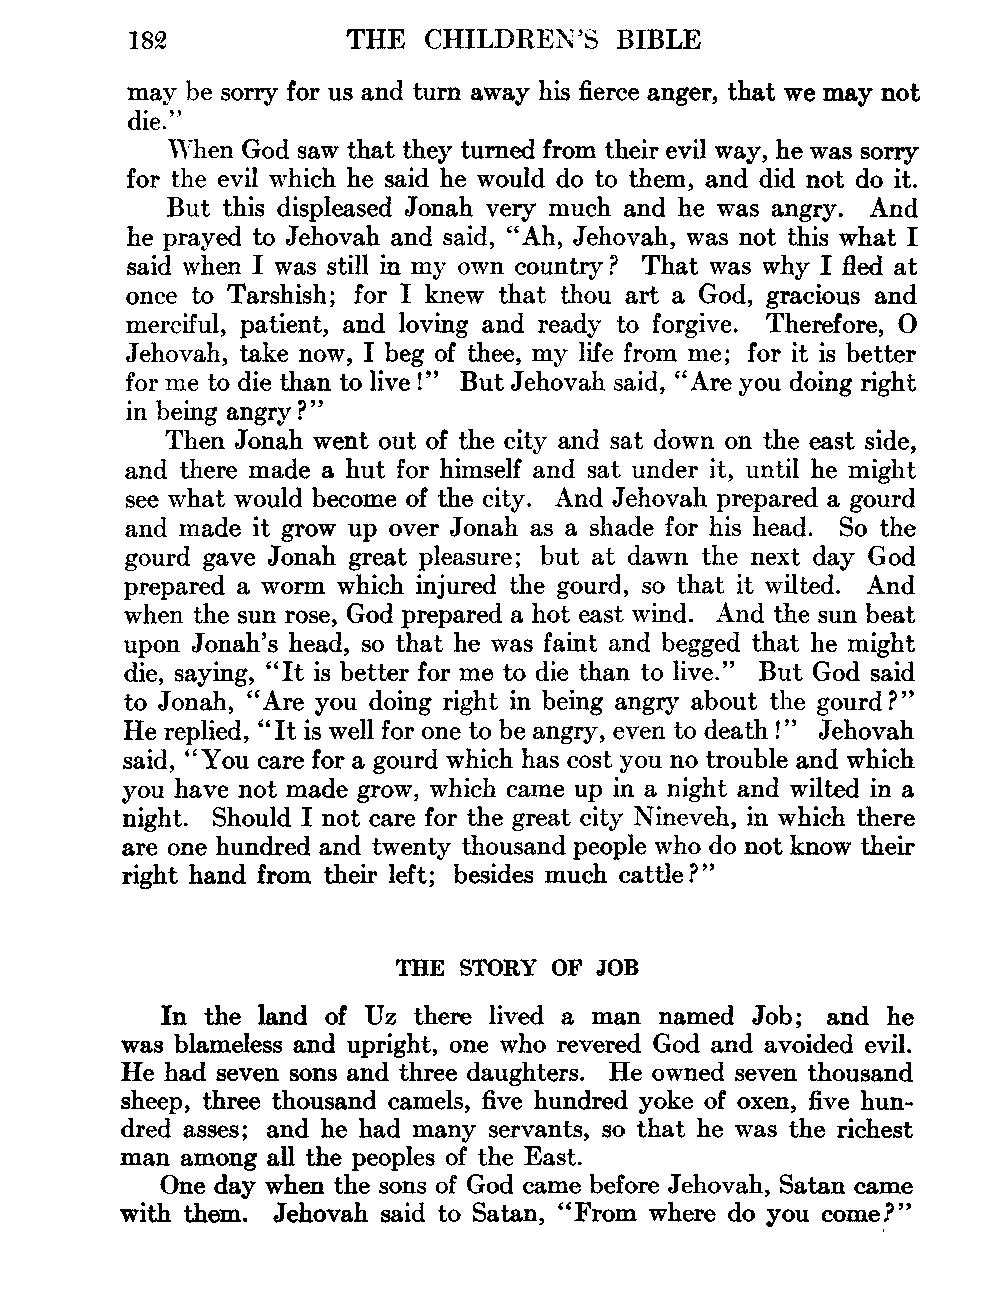 182 THE CHILDREN'S BIBLE
may be sorry for us and turn away his fierce anger, that we may not
die."
When God saw that they turned from their evil way, he was sorry
for the evil which he said he would do to them, and did not do it.
But this displeased Jonah very much and he was angry. And
he prayed to Jehovah and said, "Ah, Jehovah, was not this what I
said when I was still in my own country? That was why I fled at
once to Tarshish; for I knew that thou art a God, gracious and
merciful, patient, and loving and ready to forgive. Therefore, O
Jehovah, take now, I beg of thee, my life from me; for it is better
for me to die than to live!" But Jehovah said, "Are you doing right
in being angry?"
Then Jonah went out of the city and sat down on the east side,
and there made a hut for himself and sat under it, until he might
see what would become of the city. And Jehovah prepared a gourd
and made it grow up over Jonah as a shade for his head. So the
gourd gave Jonah great pleasure; but at dawn the next day God
prepared a worm which injured the gourd, so that it wilted. And
when the sun rose, God prepared a hot east wind. And the sun beat
upon Jonah's head, so that he was faint and begged that he might
die, saying, "It is better for me to die than to live." But God said
to Jonah, "Are you doing right in being angry about the gourd?"
He replied, "It is well for one to be angry, even to death!" Jehovah
said, "You care for a gourd which has cost you no trouble and which
you have not made grow, which came up in a night and wilted in a
night. Should I not care for the great city Nineveh, in which there
are one hundred and twenty thousand people who do not know their
right hand from their left; besides much cattle?"
THE STORY OF JOB
In the land of Uz there lived a man named Job; and he
was blameless and upright, one who revered God and avoided evil.
He had seven sons and three daughters. He owned seven thousand
sheep, three thousand camels, five hundred yoke of oxen, five hun-
dred asses; and he had many servants, so that he was the richest
man among all the peoples of the East.
One day when the sons of God came before Jehovah, Satan came
with them. Jehovah said to Satan, "From where do you come?"